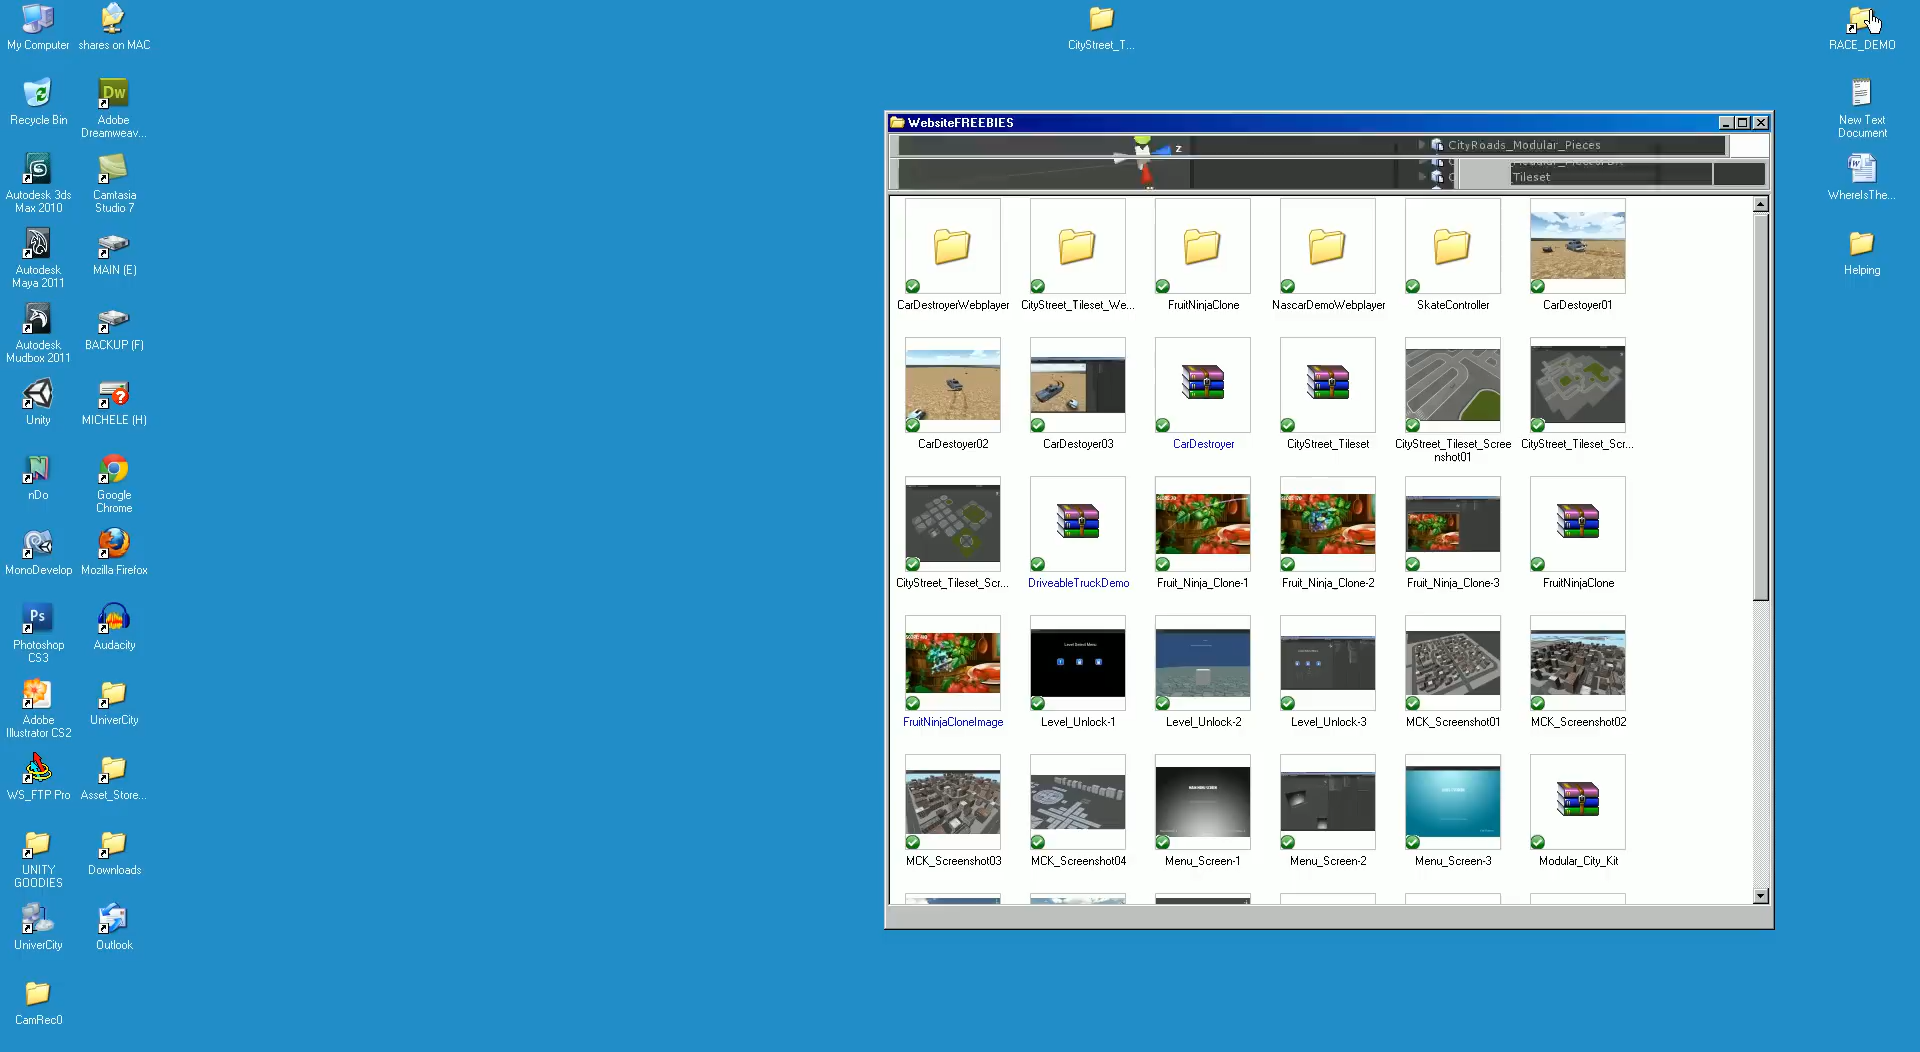 My Computer
shares on MAC
CityStreet_T...
RACE_DEMO
Recycle Bin
Adobe
Dreamweav...
New Text
Document
Autodesk 3ds
Max 2010
Camtasia
Studio 7
WhereIsThe...
Autodesk
Maya 2011
MAIN (E)
Helping
Autodesk
Mudbox 2011
BACKUP (F)
Unity
MICHELE (H)
nDo
Google
Chrome
MonoDevelop
Mozilla Firefox
Photoshop
CS3
Audacity
Adobe
Illustrator CS2
UniverCity
WS_FTP Pro
Asset_Store...
UNITY
GOODIES
Downloads
UniverCity
Outlook
CamRec0
WebsiteFREEBIES
z
CityRoads_Modular_Pieces
Tileset
CarDestroyerWebplayer
CityStreet_Tileset_We...
FruitNinjaClone
NascarDemoWebplayer
SkateController
CarDestoyer01
CarDestoyer02
CarDestoyer03
CarDestroyer
CityStreet_Tileset
CityStreet_Tileset_Scree
nshot01
CityStreet_Tileset_Scr...
CityStreet_Tileset_Scr...
DriveableTruckDemo
Fruit_Ninja_Clone-1
Fruit_Ninja_Clone-2
Fruit_Ninja_Clone-3
FruitNinjaClone
FruitNinjaCloneImage
Level_Unlock-1
Level_Unlock-2
Level_Unlock-3
MCK_Screenshot01
MCK_Screenshot02
MCK_Screenshot03
MCK_Screenshot04
Menu_Screen-1
Menu_Screen-2
Menu_Screen-3
Modular_City_Kit